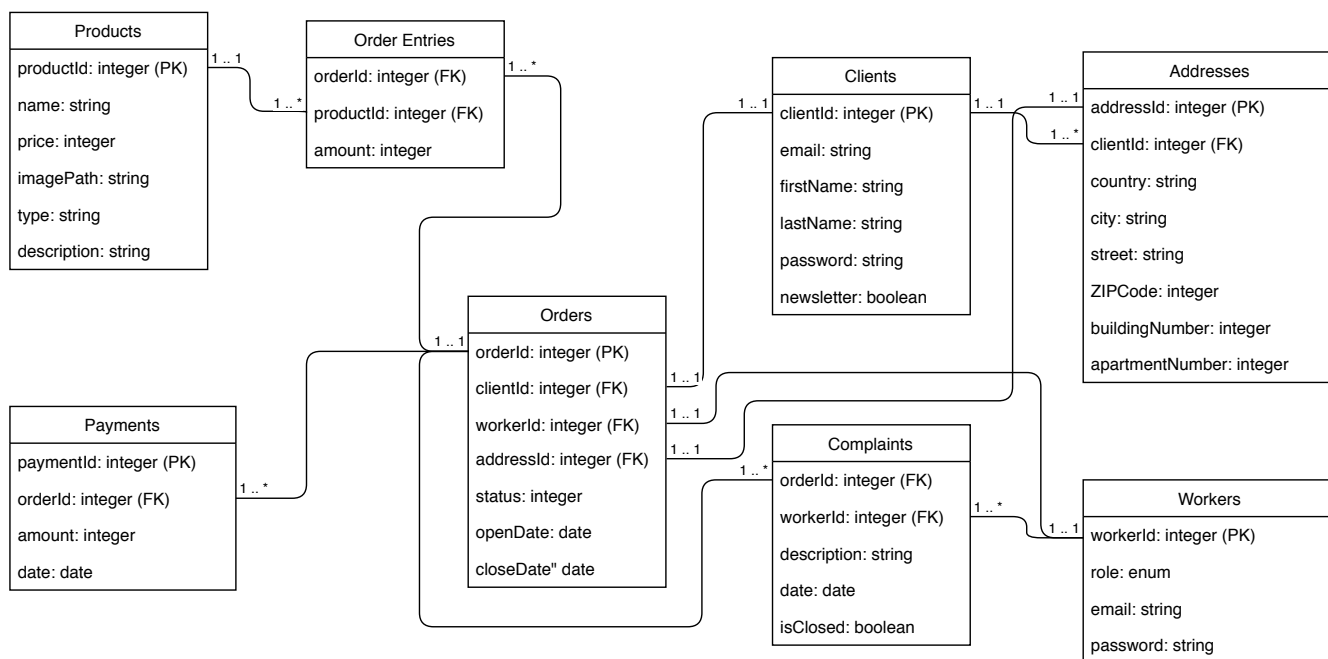 Products
productId: integer (PK)
name: string
price: integer
imagePath: string
type: string
description: string
1 .. 1
1 .. *
Order Entries
orderId: integer (FK)
productId: integer (FK)
amount: integer
1 .. *
Clients
clientId: integer (PK)
email: string
firstName: string
lastName: string
password: string
newsletter: boolean
1 .. 1
1 .. 1
Addresses
addressId: integer (PK)
clientId: integer (FK)
country: string
city: string
street: string
ZIPCode: integer
buildingNumber: integer
apartmentNumber: integer
1 .. 1
1 .. *
Orders
orderId: integer (PK)
clientId: integer (FK)
workerId: integer (FK)
addressId: integer (FK)
status: integer
openDate: date
closeDate" date
1 .. 1
1 .. 1
1 .. 1
1 .. 1
Payments
paymentId: integer (PK)
orderId: integer (FK)
amount: integer
date: date
1 .. *
Complaints
orderId: integer (FK)
workerId: integer (FK)
description: string
date: date
isClosed: boolean
1 .. *
1 .. *
Workers
workerId: integer (PK)
role: enum
email: string
password: string
1 .. 1